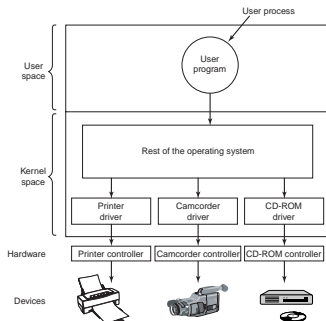 User process
User
space
User
program
Rest of the operating system
Kernel
space
Printer
driver
Camcorder
driver
CD-ROM
driver
Hardware
Printer controller
Camcorder controller
CD-ROM controller
Devices